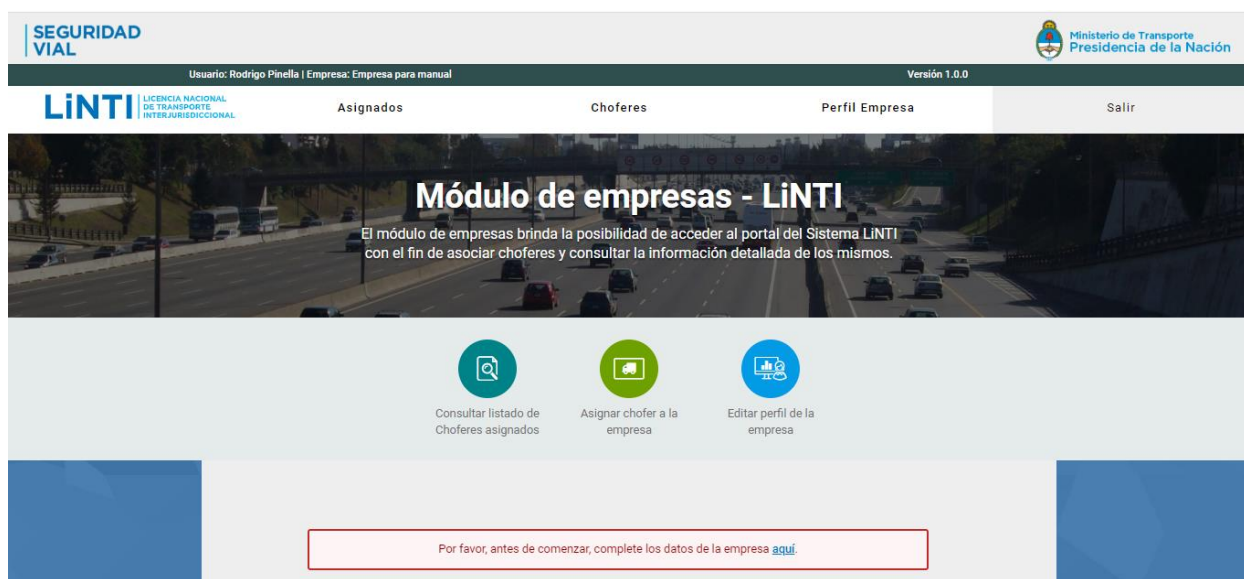 SEGURIDAD
VIAL
Ministerio de Transporte
Presidencia de la Nación
Usuario: Rodrigo Pinella | Empresa: Empresa para manual
Versión 1.0.0
LiNTI
LICENCIA NACIONAL
DE TRANSPORTE
INTERJURISDICCIONAL
Asignados
Choferes
Perfil Empresa
Salir
Módulo de empresas - LiNTI
El módulo de empresas brinda la posibilidad de acceder al portal del Sistema LiNTI
con el fin de asociar choferes y consultar la información detallada de los mismos.
Consultar listado de
Choferes asignados
Asignar chofer a la
empresa
Editar perfil de la
empresa
Por favor, antes de comenzar, complete los datos de la empresa aquí.